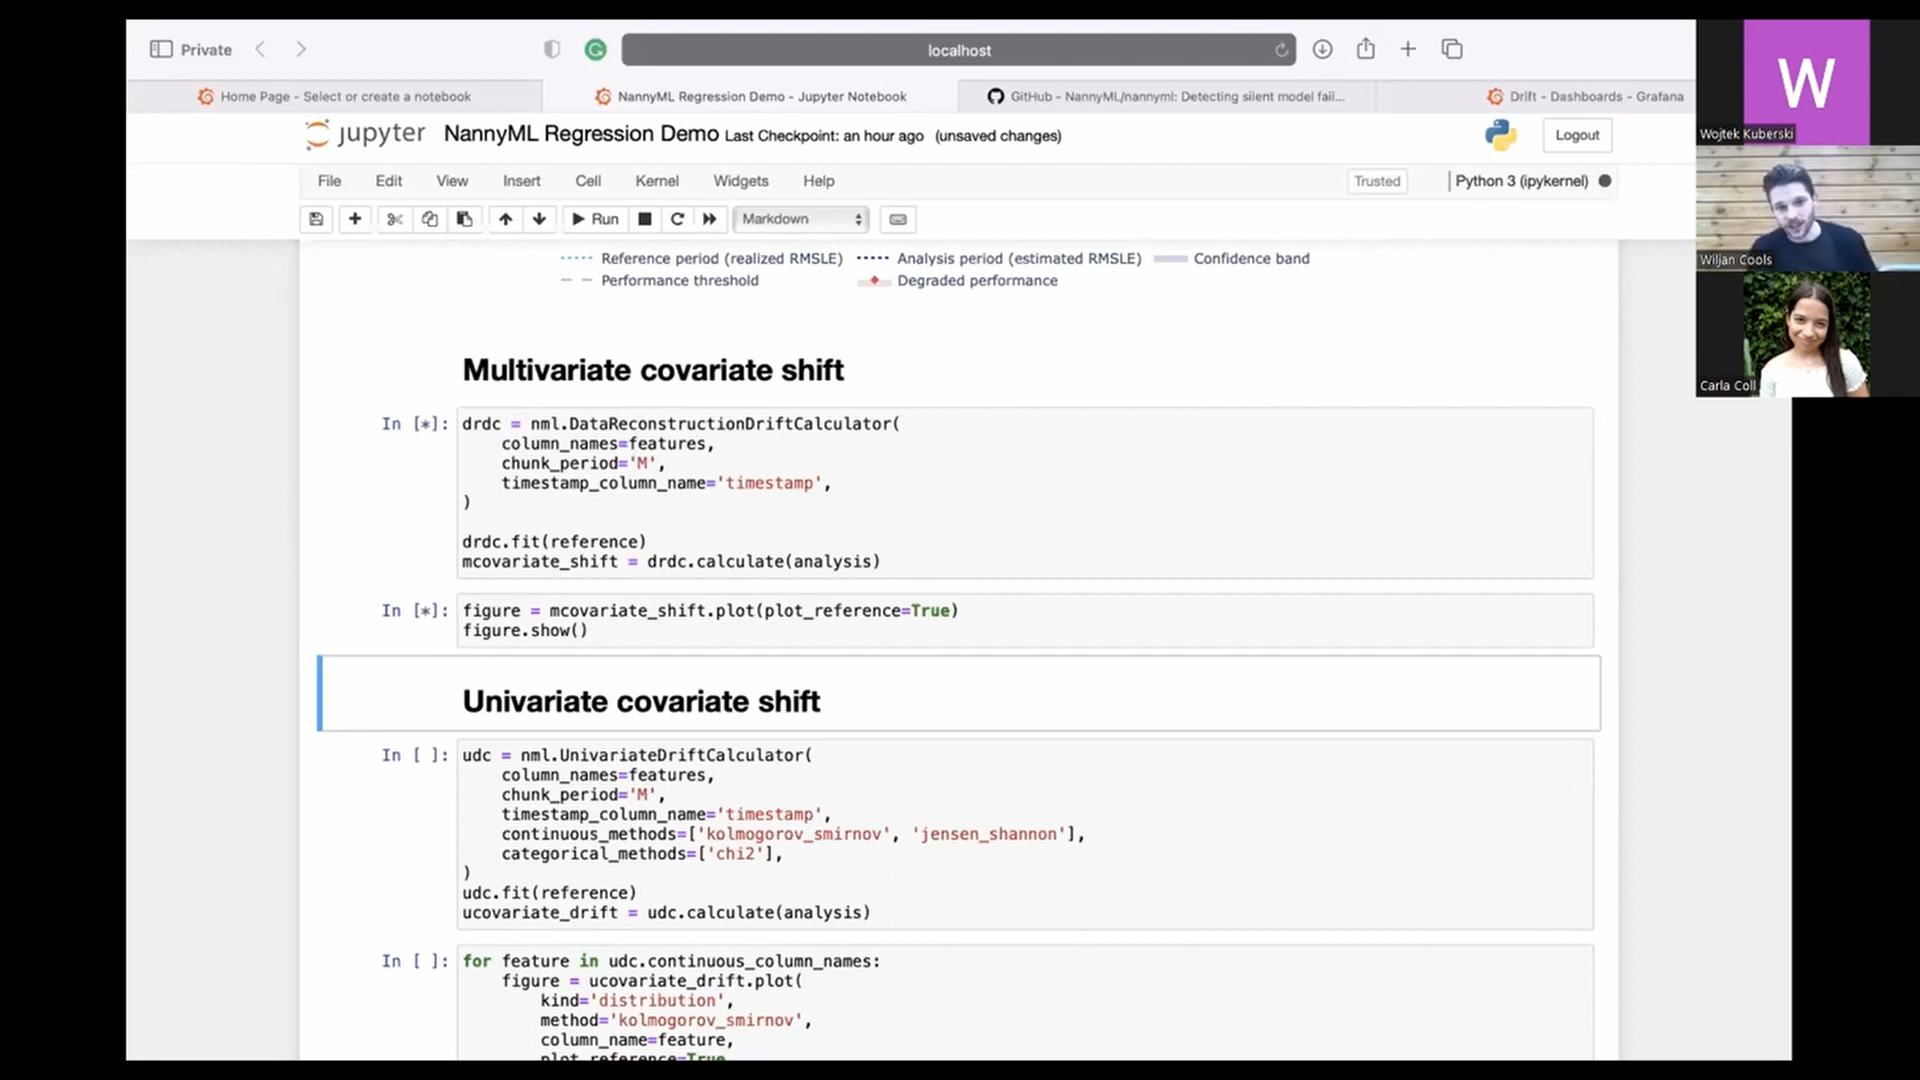 Private
localhost
Home Page - Select or create a notebook
NannyML Regression Demo - Jupyter Notebook
GitHub - NannyML/nannyml: Detecting silent model fail...
Drift - Dashboards - Grafana
jupyter NannyML Regression Demo Last Checkpoint: an hour ago (unsaved changes)
Logout
File Edit View Insert Cell Kernel Widgets Help
Trusted
Python 3 (ipykernel)
Run
Markdown
Reference period (realized RMSLE) Analysis period (estimated RMSLE) Confidence band
Performance threshold Degraded performance
Multivariate covariate shift
In [*]: drdc = nml.DataReconstructionDriftCalculator(
column_names=features,
chunk_period='M',
timestamp_column_name='timestamp',
)
drdc.fit(reference)
mcovariate_shift = drdc.calculate(analysis)
In [*]: figure = mcovariate_shift.plot(plot_reference=True)
figure.show()
Univariate covariate shift
In [ ]: udc = nml.UnivariateDriftCalculator(
column_names=features,
chunk_period='M',
timestamp_column_name='timestamp',
continuous_methods=['kolmogorov_smirnov', 'jensen_shannon'],
categorical_methods=['chi2'],
)
udc.fit(reference)
ucovariate_drift = udc.calculate(analysis)
In [ ]: for feature in udc.continuous_column_names:
figure = ucovariate_drift.plot(
kind='distribution',
method='kolmogorov_smirnov',
column_name=feature,
plot_reference=True
W
Wojtek Kuberski
Wiljan Cools
Carla Coll